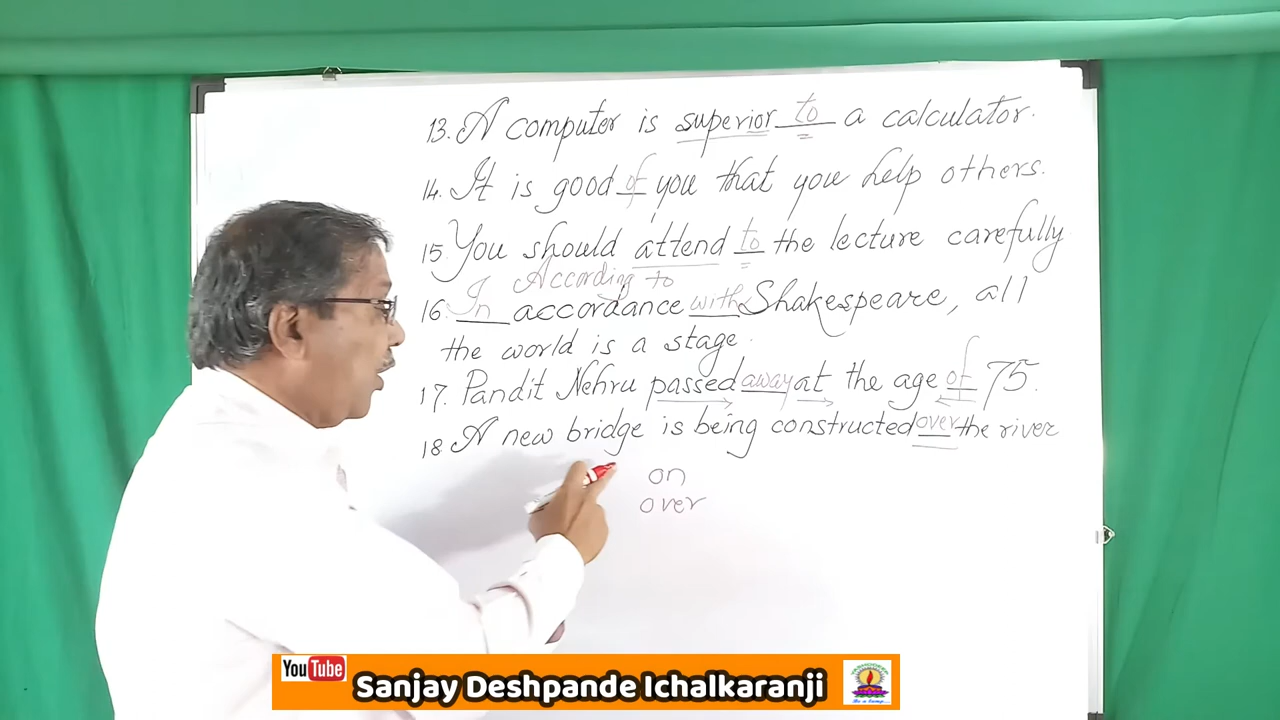 13. A computer is superior to a calculator.
14. It is good of you that you help others.
15. You should attend to the lecture carefully
According to
16. In accordance with Shakespeare, all
the world is a stage.
17. Pandit Nehru passed away at the age of 75.
18 A new bridge is being constructed over the river
on
over
YouTube
Sanjay Deshpande Ichalkaranji